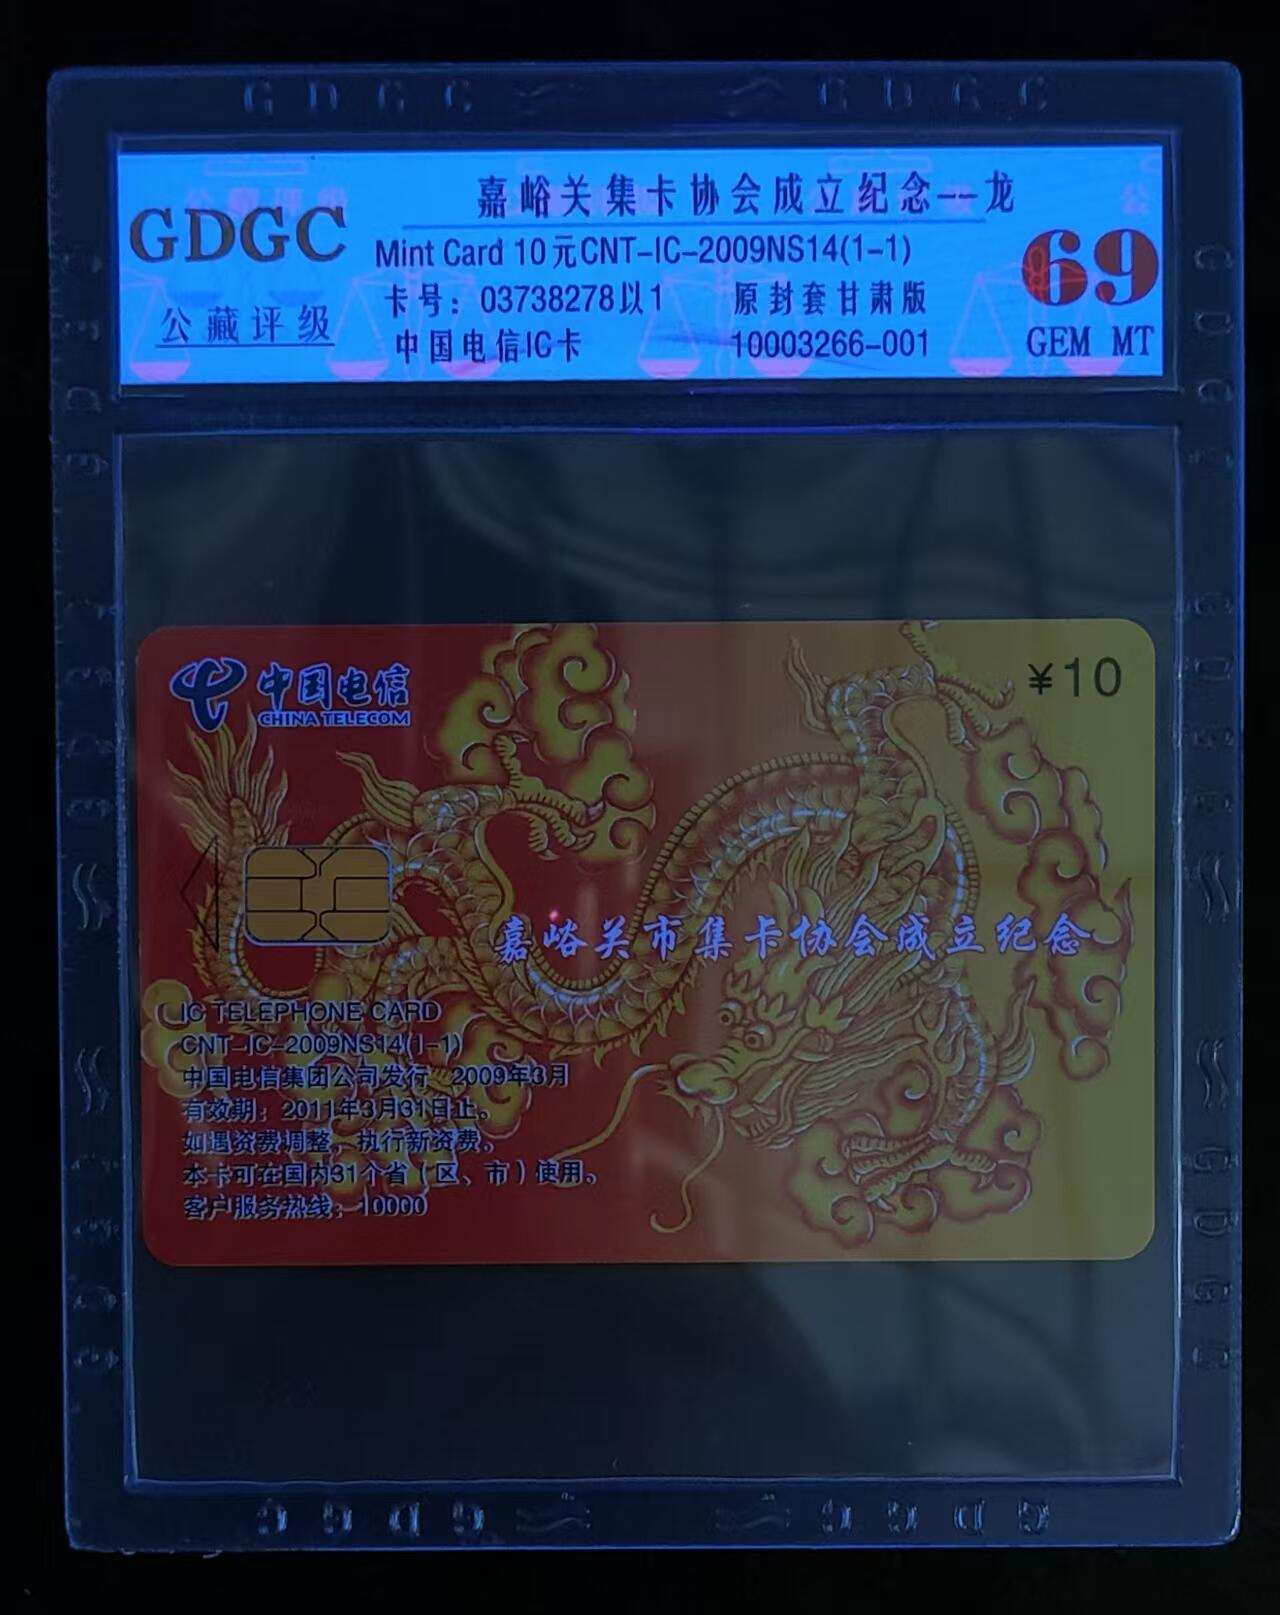 GDGC GDGC
嘉峪关集卡协会成立纪念--龙
GDGC
公藏评级
Mint Card 10元CNT-IC-2009NS14(1-1)
卡号：03738278以1 原封套甘肃版
中国电信IC卡 10003266-001
69
GEM MT
中国电信
CHINA TELECOM
¥10
嘉峪关市集卡协会成立纪念
IC TELEPHONE CARD
CNT-IC-2009NS14(1-1)
中国电信集团公司发行 2009年3月
有效期：2011年3月31日止。
如遇资费调整，执行新资费。
本卡可在国内31个省（区、市）使用。
客户服务热线：10000
GDGC GDGC